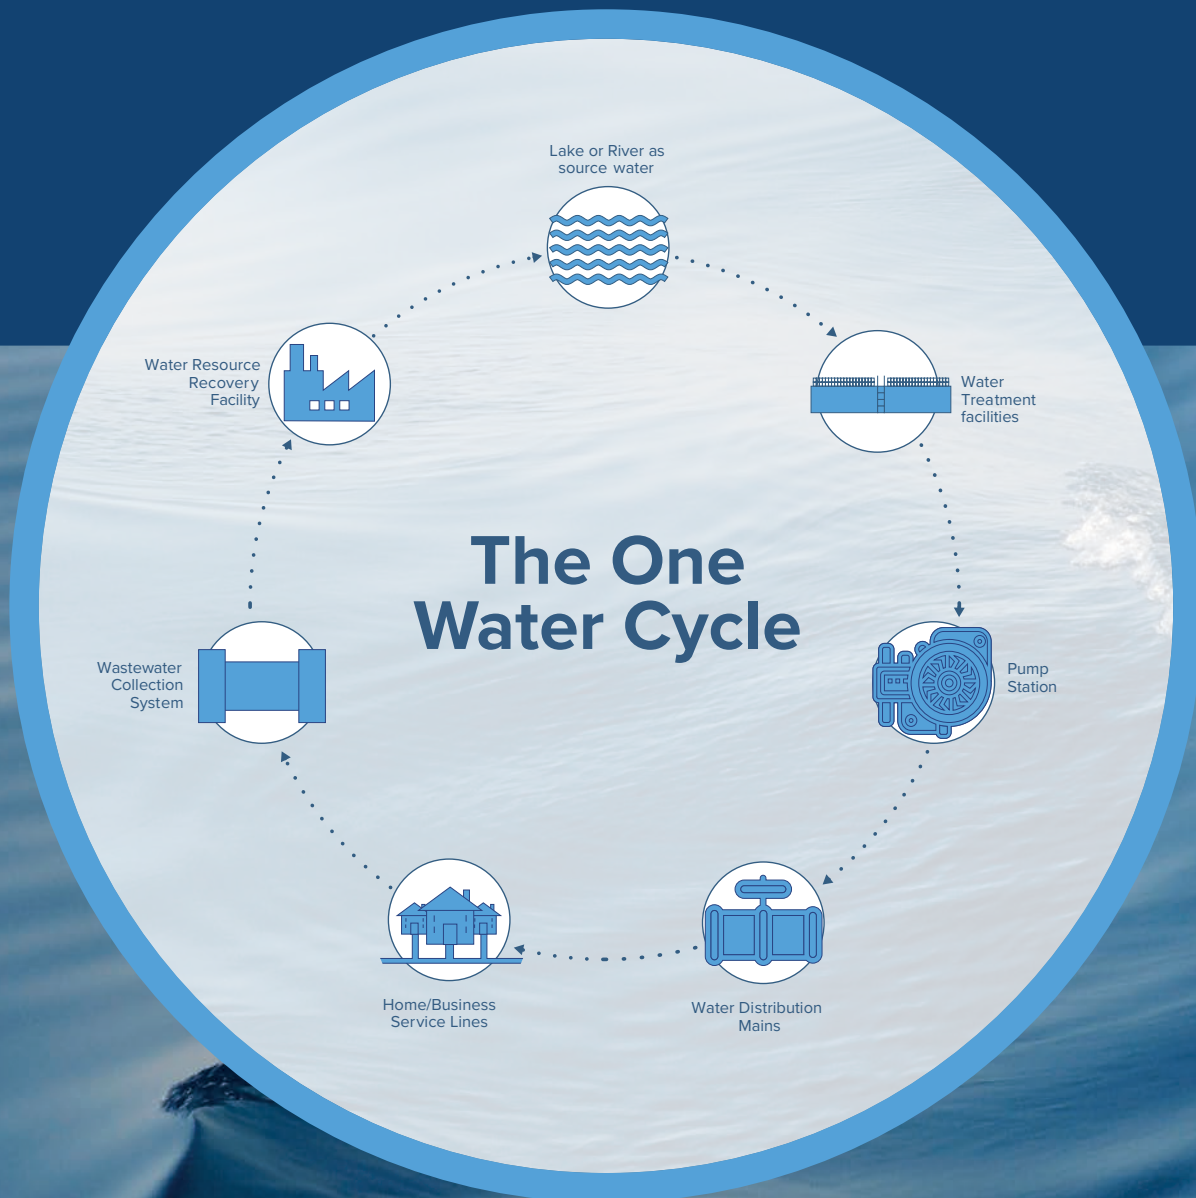 Lake or River as
source water
Water
Treatment
facilities
Pump
Station
Water Distribution
Mains
Home/Business
Service Lines
Wastewater
Collection
System
Water Resource
Recovery
Facility
The One
Water Cycle